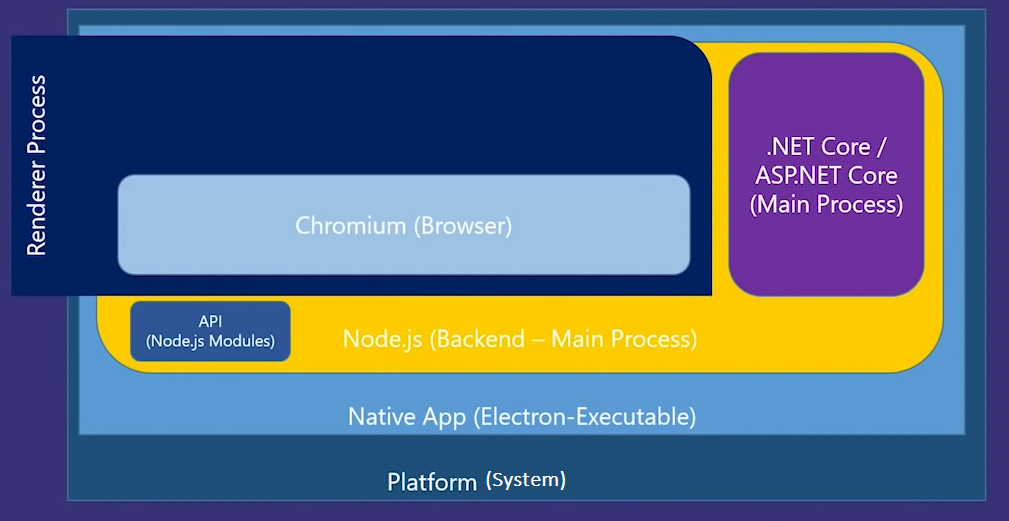 Renderer Process
.NET Core /
ASP.NET Core
(Main Process)
Chromium (Browser)
API
(Node.js Modules)
Node.js (Backend – Main Process)
Native App (Electron-Executable)
Platform (System)